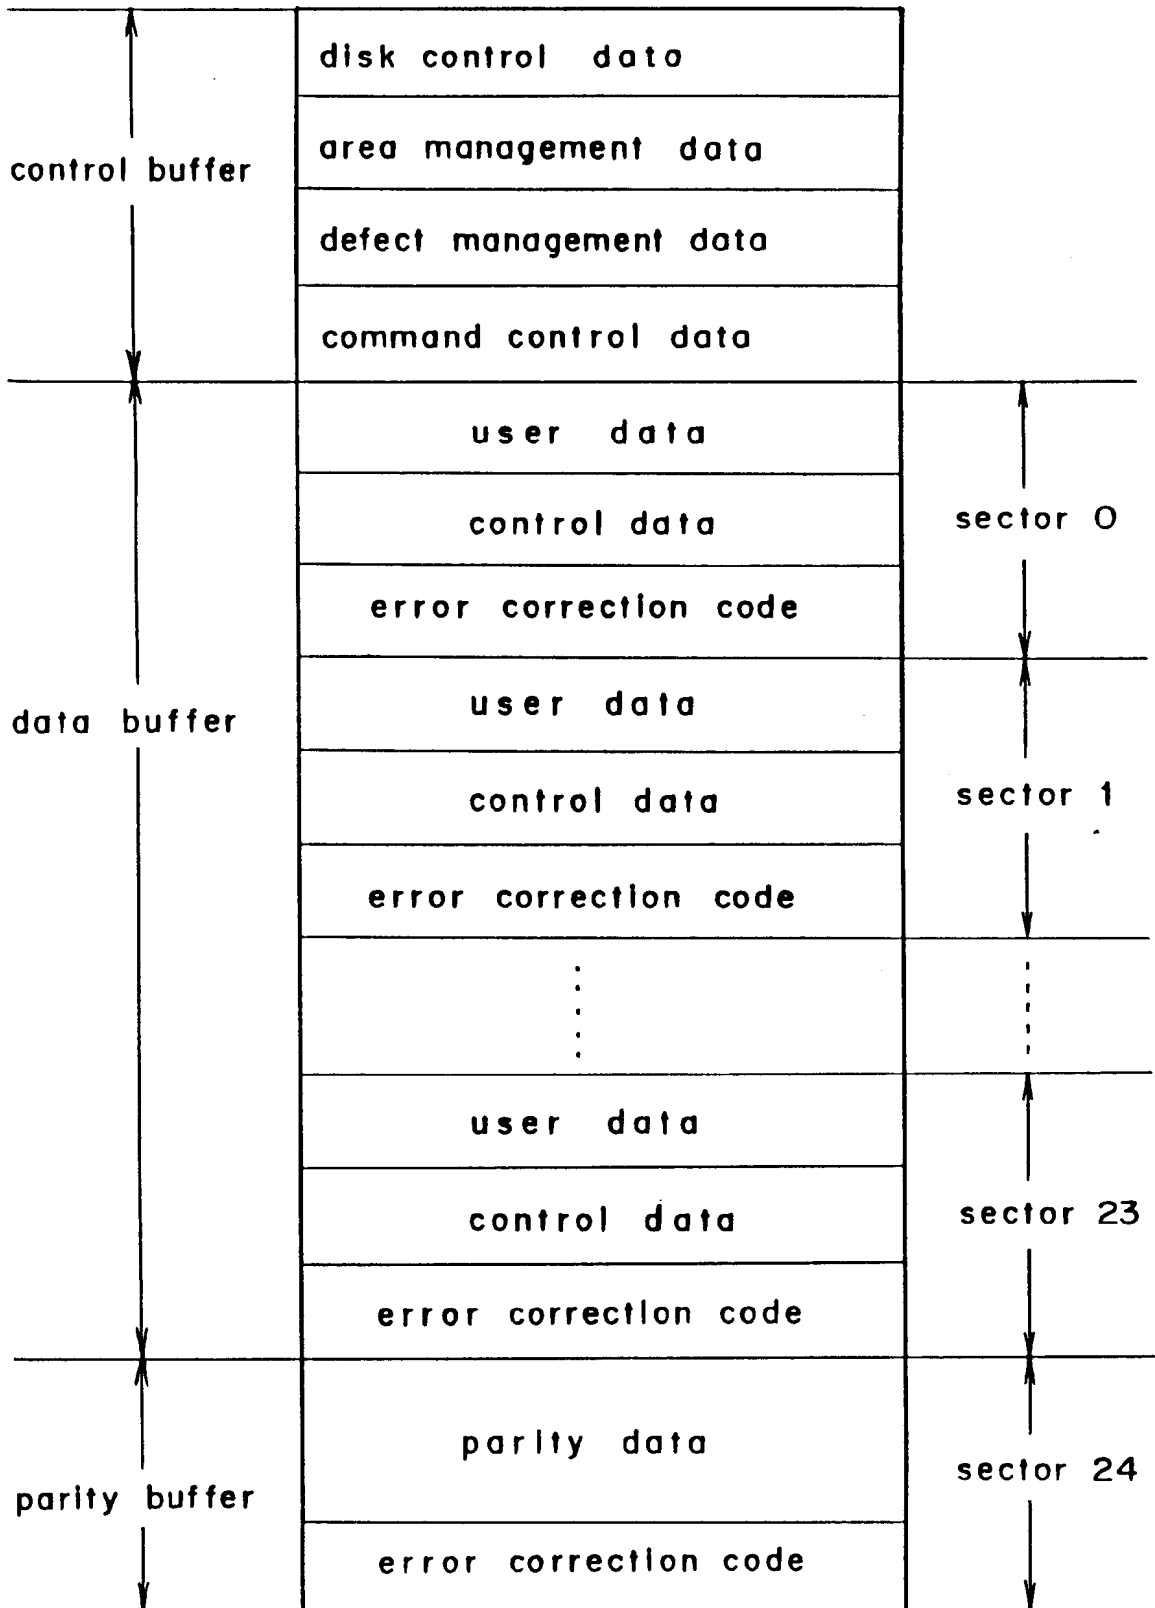 disk control data
area management data
control buffer
defect management data
command control data
user data
control data
sector 0
error correction code
user data
data buffer
control data
sector 1
error correction code
user data
control data
sector 23
error correction code
parity data
sector 24
parity buffer
error correction code